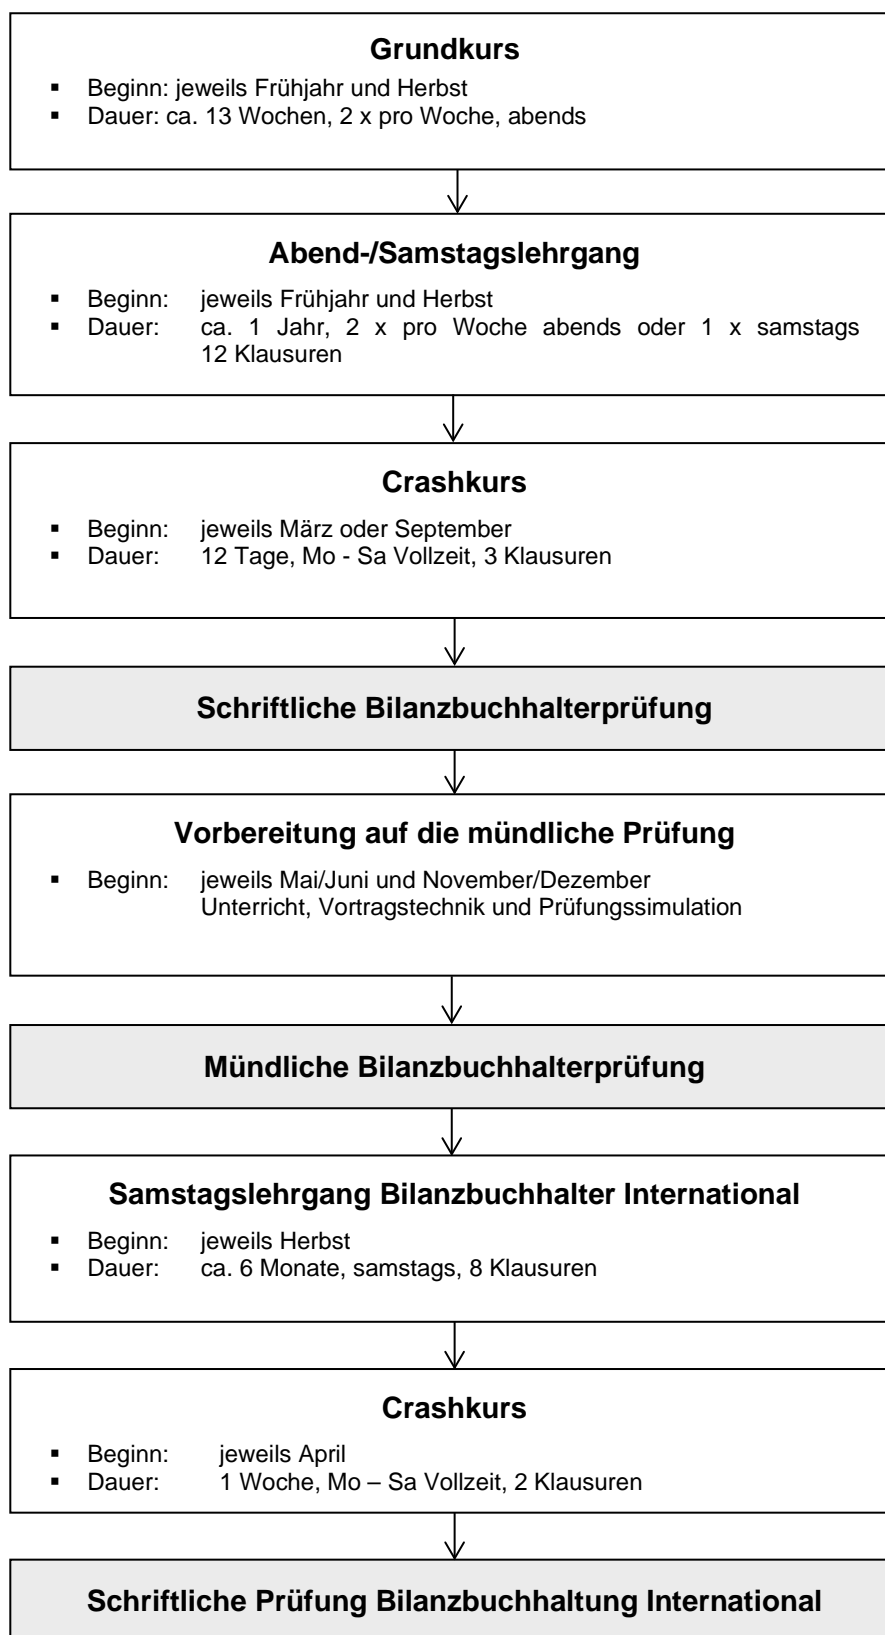 Grundkurs
▪ Beginn: jeweils Frühjahr und Herbst
▪ Dauer: ca. 13 Wochen, 2 x pro Woche, abends
Abend-/Samstagslehrgang
▪ Beginn: jeweils Frühjahr und Herbst
▪ Dauer: ca. 1 Jahr, 2 x pro Woche abends oder 1 x samstags
12 Klausuren
Crashkurs
▪ Beginn: jeweils März oder September
▪ Dauer: 12 Tage, Mo - Sa Vollzeit, 3 Klausuren
Schriftliche Bilanzbuchhalterprüfung
Vorbereitung auf die mündliche Prüfung
▪ Beginn: jeweils Mai/Juni und November/Dezember
Unterricht, Vortragstechnik und Prüfungssimulation
Mündliche Bilanzbuchhalterprüfung
Samstagslehrgang Bilanzbuchhalter International
▪ Beginn: jeweils Herbst
▪ Dauer: ca. 6 Monate, samstags, 8 Klausuren
Crashkurs
▪ Beginn: jeweils April
▪ Dauer: 1 Woche, Mo – Sa Vollzeit, 2 Klausuren
Schriftliche Prüfung Bilanzbuchhaltung International